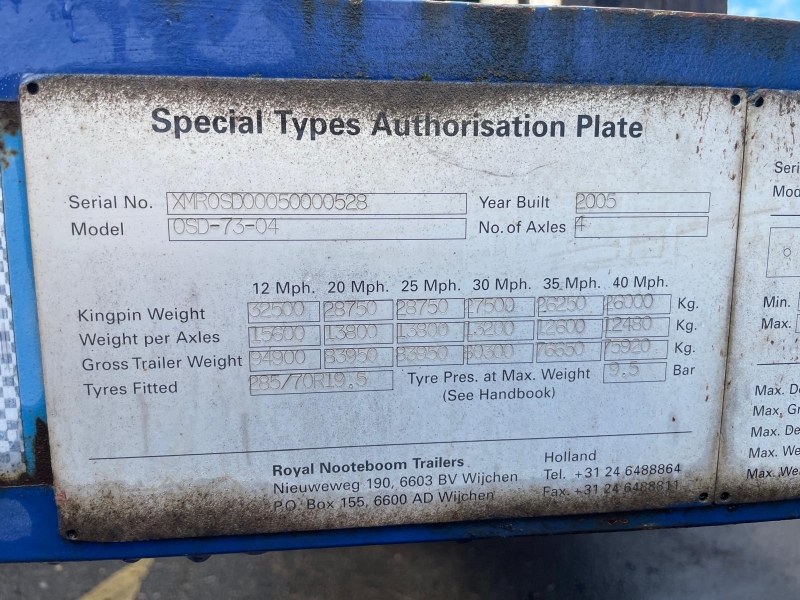 Special Types Authorisation Plate
Serial No. XMROSD00050000528 Year Built 2005
Model OSD-73-04 No. of Axles 4
12 Mph. 20 Mph. 25 Mph. 30 Mph. 35 Mph. 40 Mph.
Kingpin Weight 32500 28750 28750 27500 26250 26000 Kg.
Weight per Axles 15600 13800 13800 13200 12600 12480 Kg.
Gross Trailer Weight 94900 83950 83950 80300 76650 75920 Kg.
Tyres Fitted 285/70R19.5 Tyre Pres. at Max. Weight 9.5 Bar
(See Handbook)
Royal Nooteboom Trailers Holland
Nieuweweg 190, 6603 BV Wijchen Tel. +31 24 6488864
P.O. Box 155, 6600 AD Wijchen Fax. +31 24 6488811
Min.
Max.
Max.
Max.
Max.
Max.
Max.